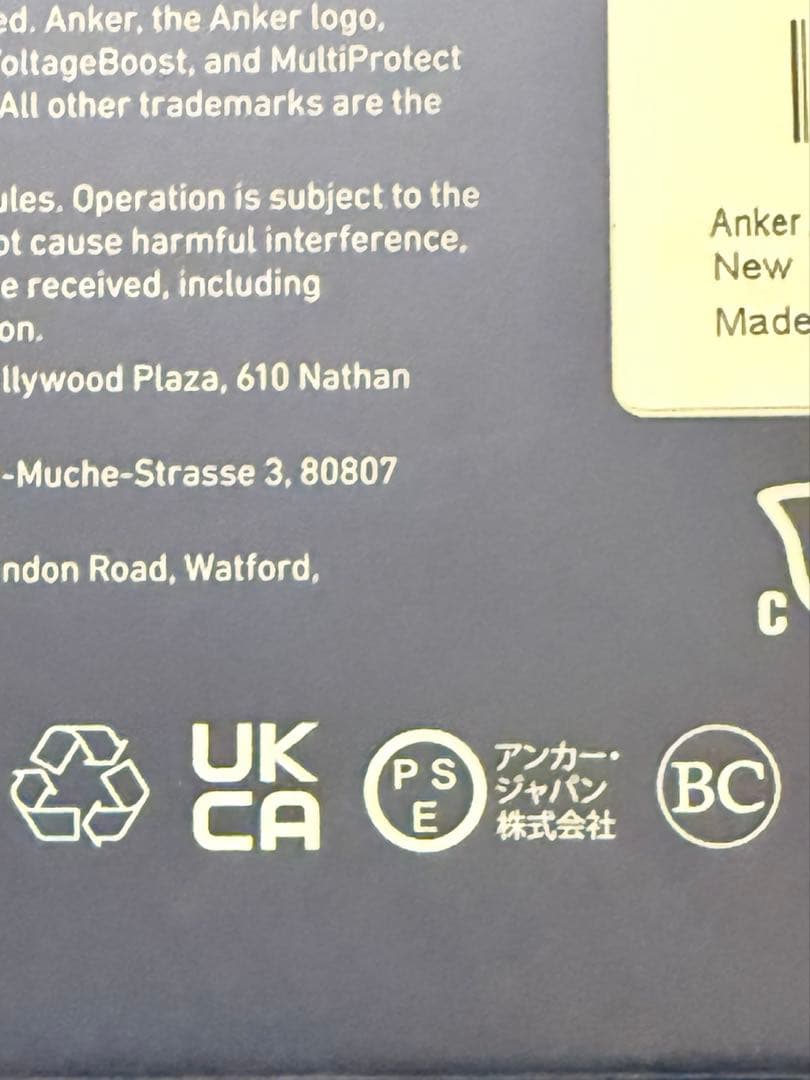 ed. Anker, the Anker logo,
oltageBoost, and MultiProtect
All other trademarks are the
ules. Operation is subject to the
ot cause harmful interference,
e received, including
on.
llywood Plaza, 610 Nathan
-Muche-Strasse 3, 80807
ndon Road, Watford,
Anker
New
Made
C
UK
CA
P S
E
アンカー・
ジャパン
株式会社
BC